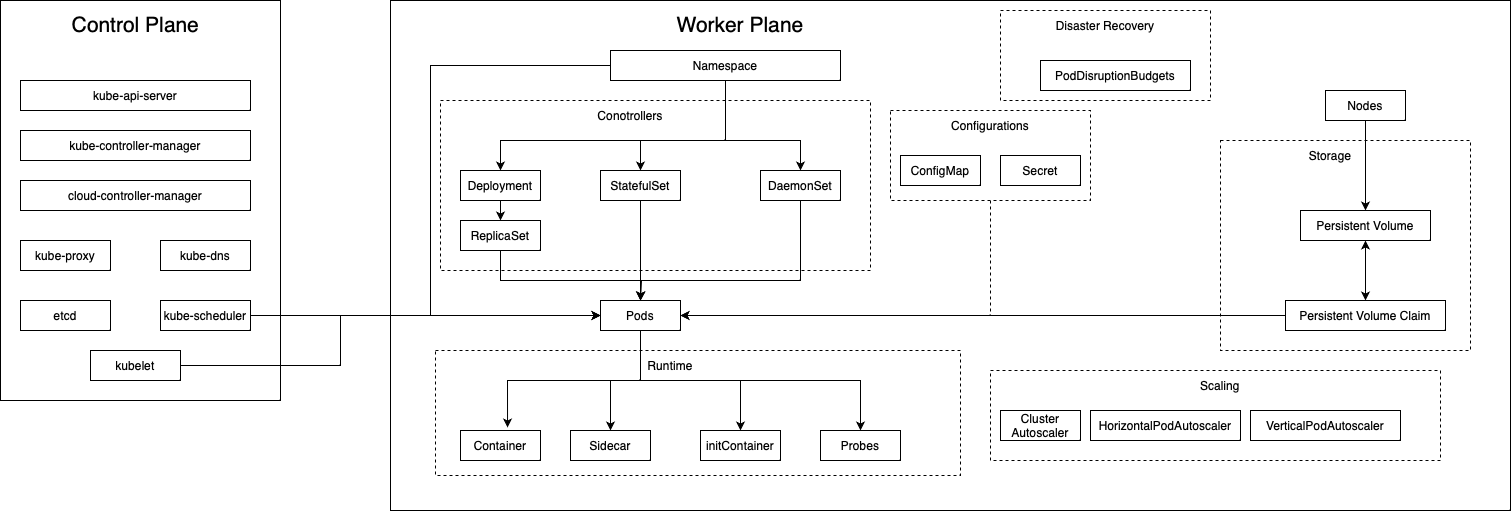 Control Plane
kube-api-server
kube-controller-manager
cloud-controller-manager
kube-proxy
kube-dns
etcd
kube-scheduler
kubelet
Worker Plane
Namespace
Conotrollers
Deployment
StatefulSet
DaemonSet
ReplicaSet
Pods
Runtime
Container
Sidecar
initContainer
Probes
Disaster Recovery
PodDisruptionBudgets
Configurations
ConfigMap
Secret
Nodes
Storage
Persistent Volume
Persistent Volume Claim
Scaling
Cluster
Autoscaler
HorizontalPodAutoscaler
VerticalPodAutoscaler